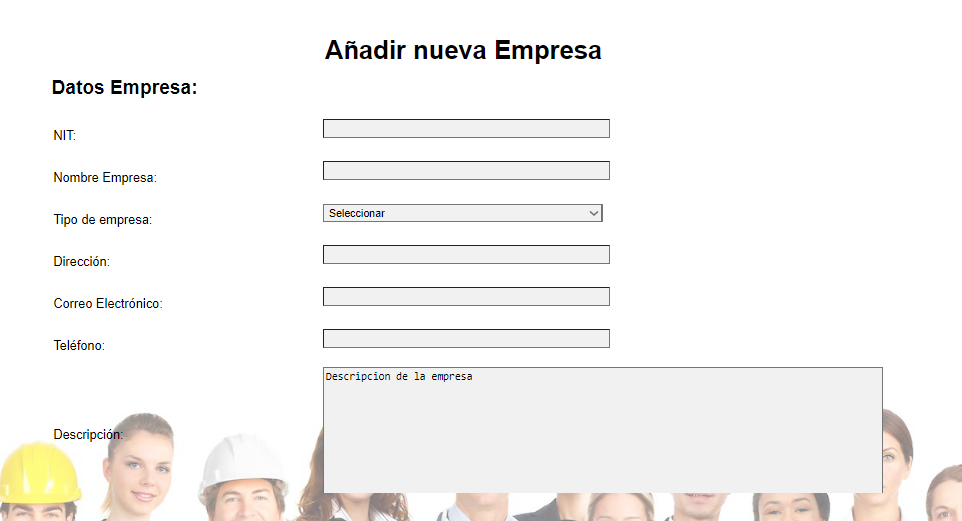 Añadir nueva Empresa
Datos Empresa:
NIT:
Nombre Empresa:
Tipo de empresa:
Seleccionar
Dirección:
Correo Electrónico:
Teléfono:
Descripción:
Descripcion de la empresa